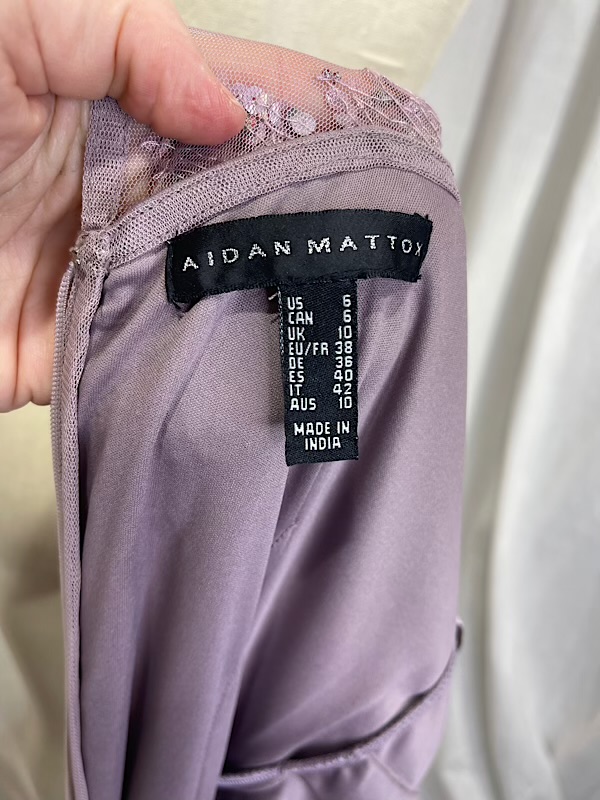 AIDAN MATTOX
US 6
CAN 6
UK 10
EU/FR 38
DE 36
ES 40
IT 42
AUS 10
MADE IN
INDIA